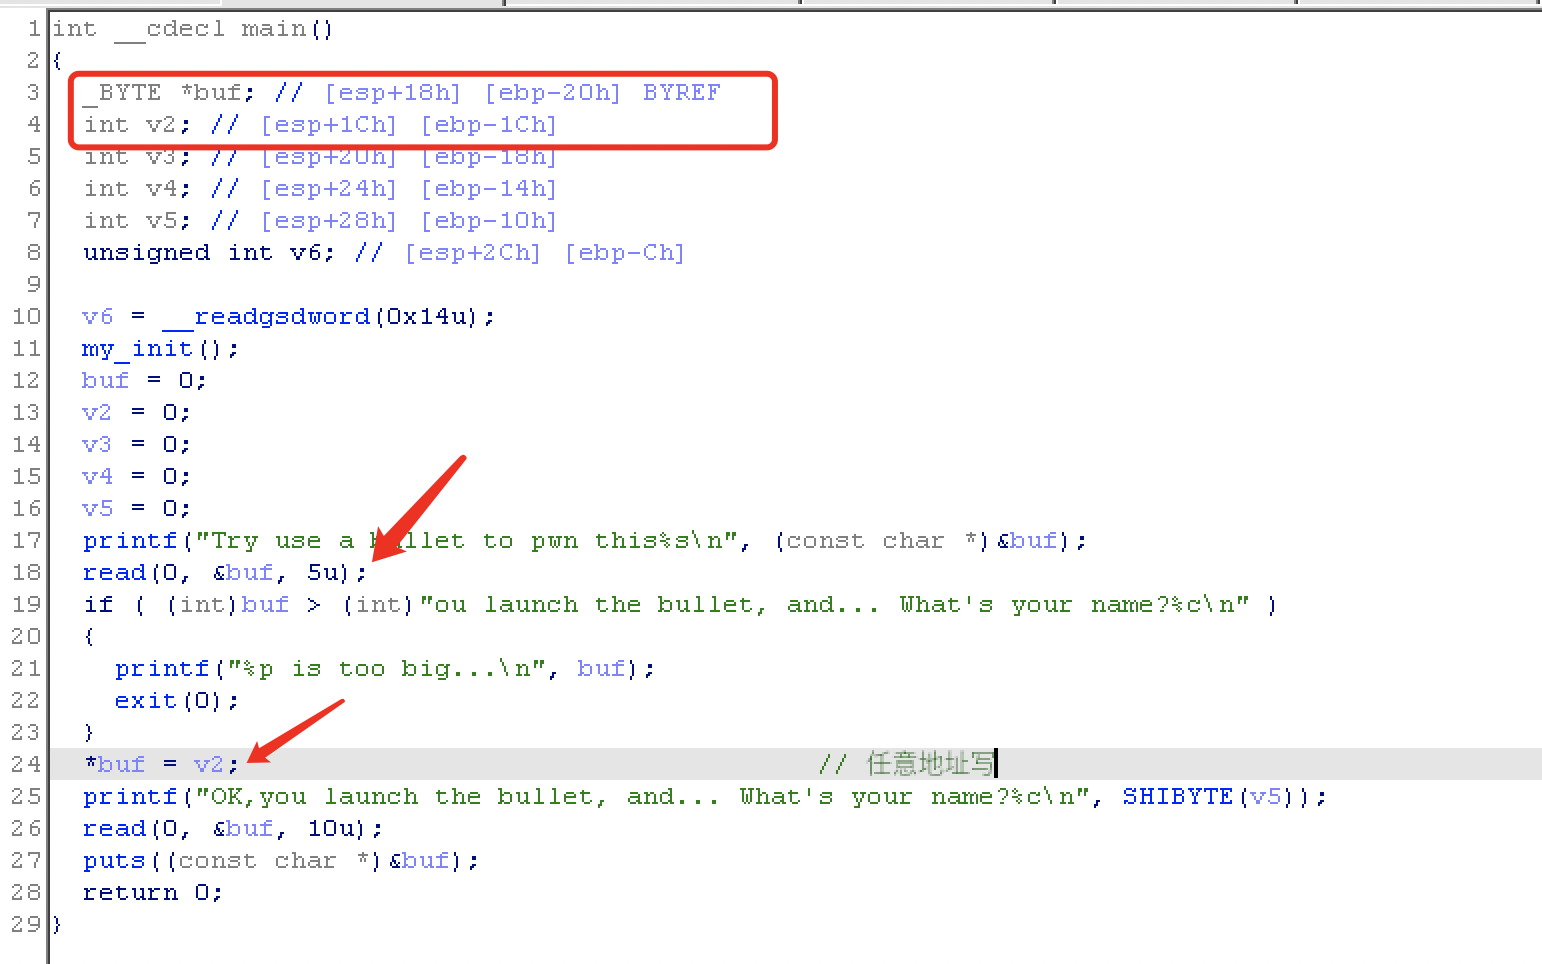 1 int __cdecl main()
2 {
3 _BYTE *buf; // [esp+18h] [ebp-20h] BYREF
4 int v2; // [esp+1Ch] [ebp-1Ch]
5 int v3; // [esp+20h] [ebp-18h]
6 int v4; // [esp+24h] [ebp-14h]
7 int v5; // [esp+28h] [ebp-10h]
8 unsigned int v6; // [esp+2Ch] [ebp-Ch]
9
10 v6 = __readgsdword(0x14u);
11 my_init();
12 buf = 0;
13 v2 = 0;
14 v3 = 0;
15 v4 = 0;
16 v5 = 0;
17 printf("Try use a bullet to pwn this%s\n", (const char *)&buf);
18 read(0, &buf, 5u);
19 if ( (int)buf > (int)"ou launch the bullet, and... What's your name?%c\n" )
20 {
21 printf("%p is too big...\n", buf);
22 exit(0);
23 }
24 *buf = v2; // 任意地址写
25 printf("OK,you launch the bullet, and... What's your name?%c\n", SHIBYTE(v5));
26 read(0, &buf, 10u);
27 puts((const char *)&buf);
28 return 0;
29 }